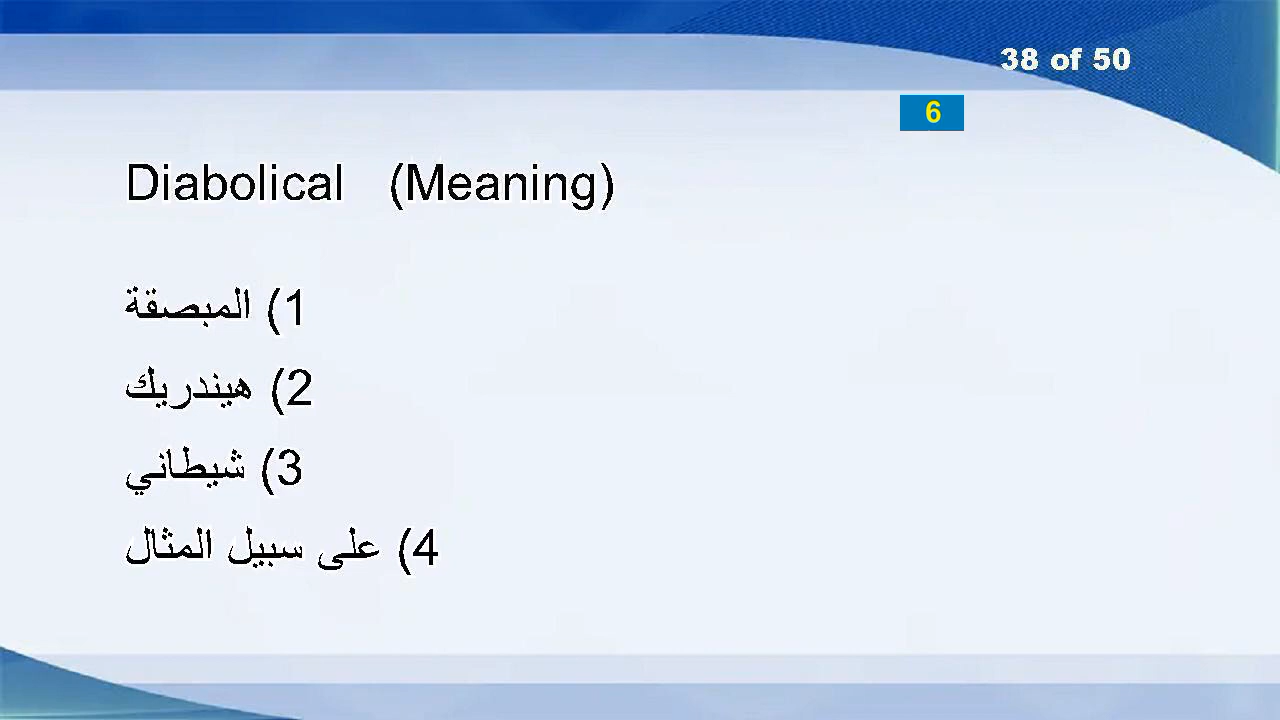 38 of 50
6
Diabolical (Meaning)
1) المبصقة
2) هيندريك
3) شيطاني
4) على سبيل المثال